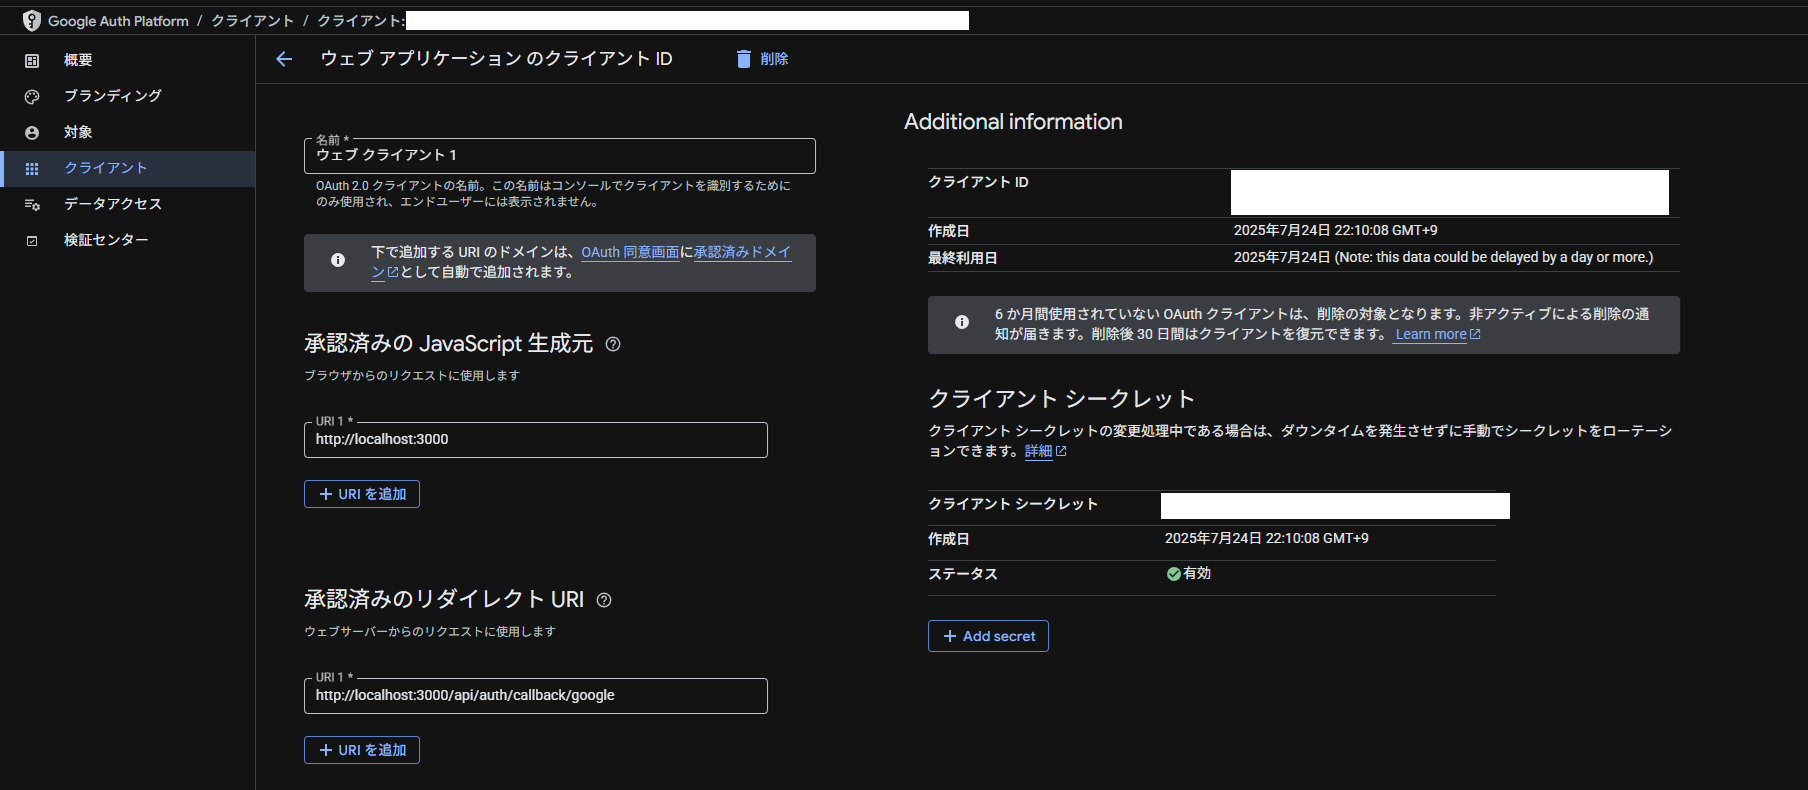 Google Auth Platform / クライアント / クライアント:
概要
ブランディング
対象
クライアント
データアクセス
検証センター
ウェブ アプリケーション のクライアント ID
削除
名前 *
ウェブ クライアント 1
OAuth 2.0 クライアントの名前。この名前はコンソールでクライアントを識別するために
のみ使用され、エンドユーザーには表示されません。
下で追加する URI のドメインは、OAuth 同意画面に承認済みドメイ
ンとして自動で追加されます。
承認済みの JavaScript 生成元
ブラウザからのリクエストに使用します
URI 1 *
http://localhost:3000
+ URI を追加
承認済みのリダイレクト URI
ウェブサーバーからのリクエストに使用します
URI 1 *
http://localhost:3000/api/auth/callback/google
+ URI を追加
Additional information
クライアント ID
作成日 2025年7月24日 22:10:08 GMT+9
最終利用日 2025年7月24日 (Note: this data could be delayed by a day or more.)
6 か月間使用されていない OAuth クライアントは、削除の対象となります。非アクティブによる削除の通
知が届きます。削除後 30 日間はクライアントを復元できます。 Learn more
クライアント シークレット
クライアント シークレットの変更処理中である場合は、ダウンタイムを発生させずに手動でシークレットをローテーシ
ョンできます。詳細
クライアント シークレット
作成日 2025年7月24日 22:10:08 GMT+9
ステータス 有効
+ Add secret